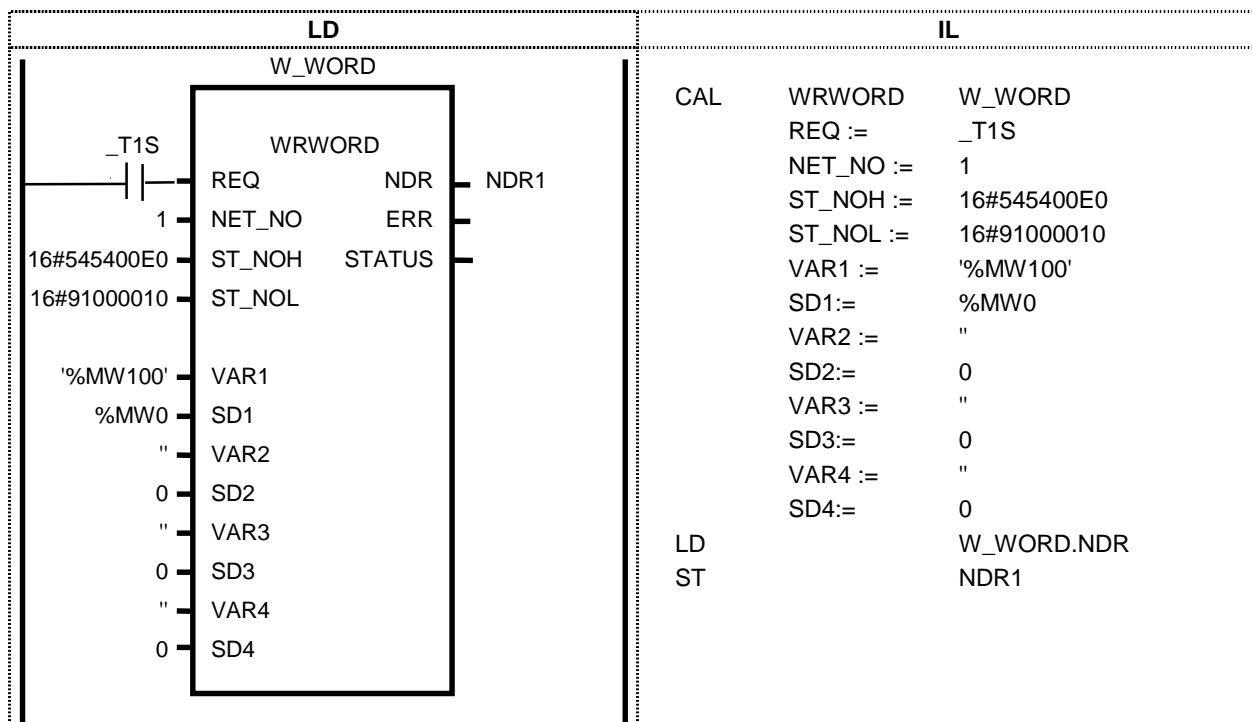 LD
IL
W_WORD
WRWORD
_T1S
REQ NDR NDR1
1 NET_NO ERR
16#545400E0 ST_NOH STATUS
16#91000010 ST_NOL
'%MW100' VAR1
%MW0 SD1
'' VAR2
0 SD2
'' VAR3
0 SD3
'' VAR4
0 SD4
CAL WRWORD W_WORD
REQ := _T1S
NET_NO := 1
ST_NOH := 16#545400E0
ST_NOL := 16#91000010
VAR1 := '%MW100'
SD1:= %MW0
VAR2 := ''
SD2:= 0
VAR3 := ''
SD3:= 0
VAR4 := ''
SD4:= 0
LD W_WORD.NDR
ST NDR1